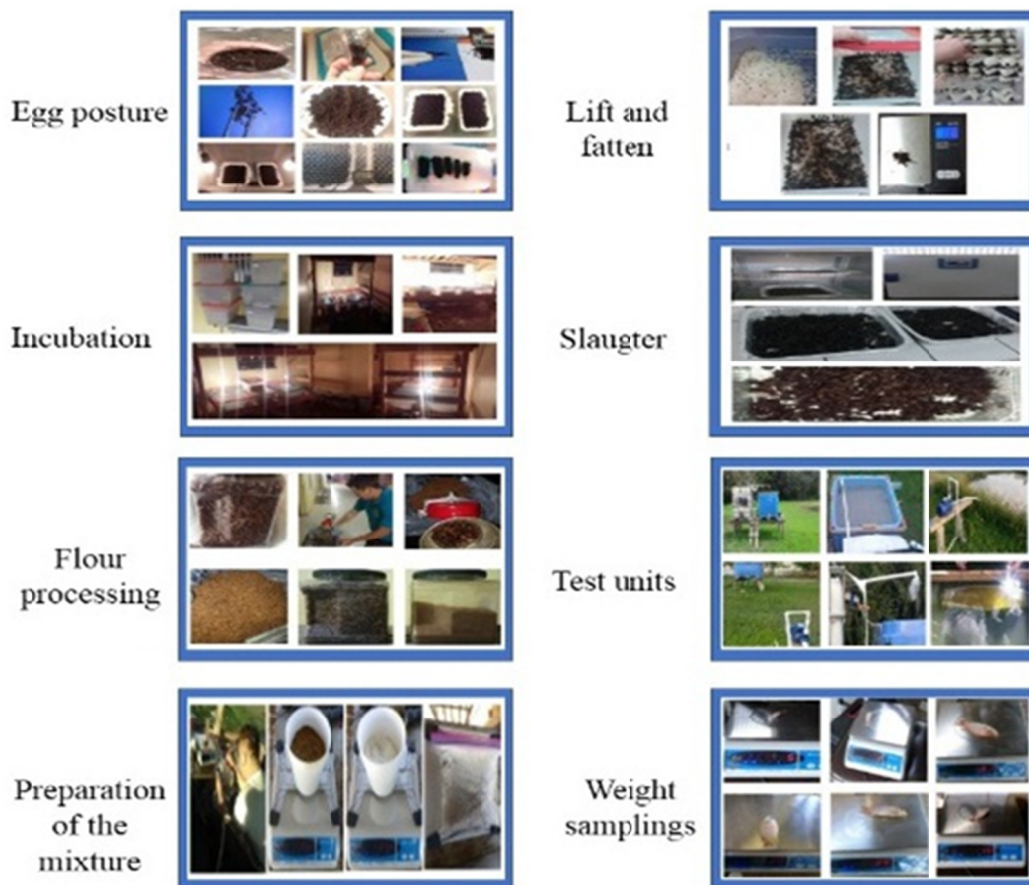 Egg posture
Lift and
fatten
Incubation
Slaugter
Flour
processing
Test units
Preparation
of the
mixture
Weight
samplings